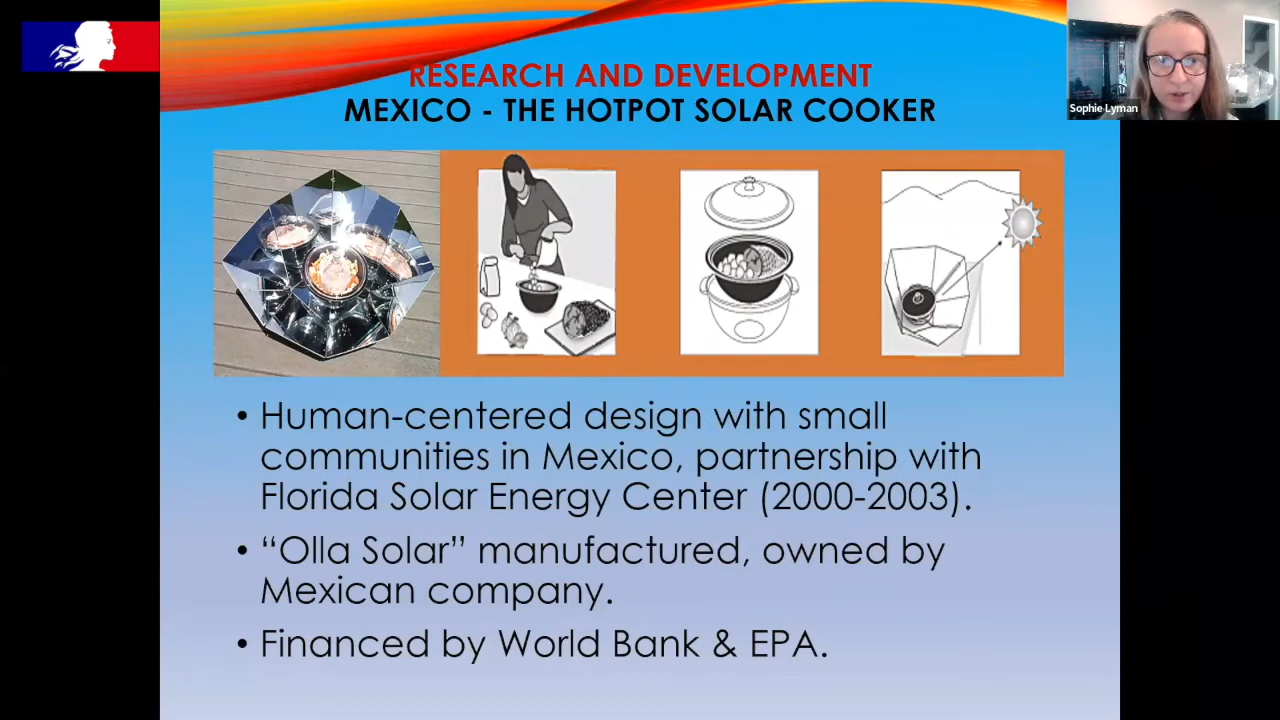 RESEARCH AND DEVELOPMENT
MEXICO - THE HOTPOT SOLAR COOKER
Sophie Lyman
• Human-centered design with small
communities in Mexico, partnership with
Florida Solar Energy Center (2000-2003).
• “Olla Solar” manufactured, owned by
Mexican company.
• Financed by World Bank & EPA.